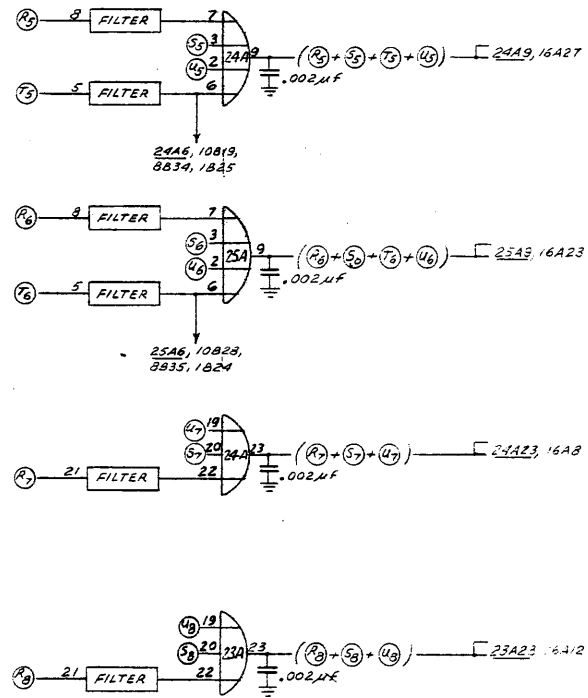 R5 8 FILTER 7
S5 3
24A 9 (R5 + S5 + T5 + U5) 24A9, 16A27
U5 2
.002 µf
T5 5 FILTER 6
24A6, 10B19,
8B34, 1B25
R6 8 FILTER 7
S6 3
25A 9 (R6 + S6 + T6 + U6) 25A9, 16A23
U6 2
.002 µf
T6 5 FILTER 6
25A6, 10B28,
8B35, 1B24
U7 19
S7 20 24A 23 (R7 + S7 + U7) 24A23, 16A8
R7 21 FILTER 22
.002 µf
U8 19
S8 20 23A 23 (R8 + S8 + U8) 23A23 16A12
R8 21 FILTER 22
.002 µf